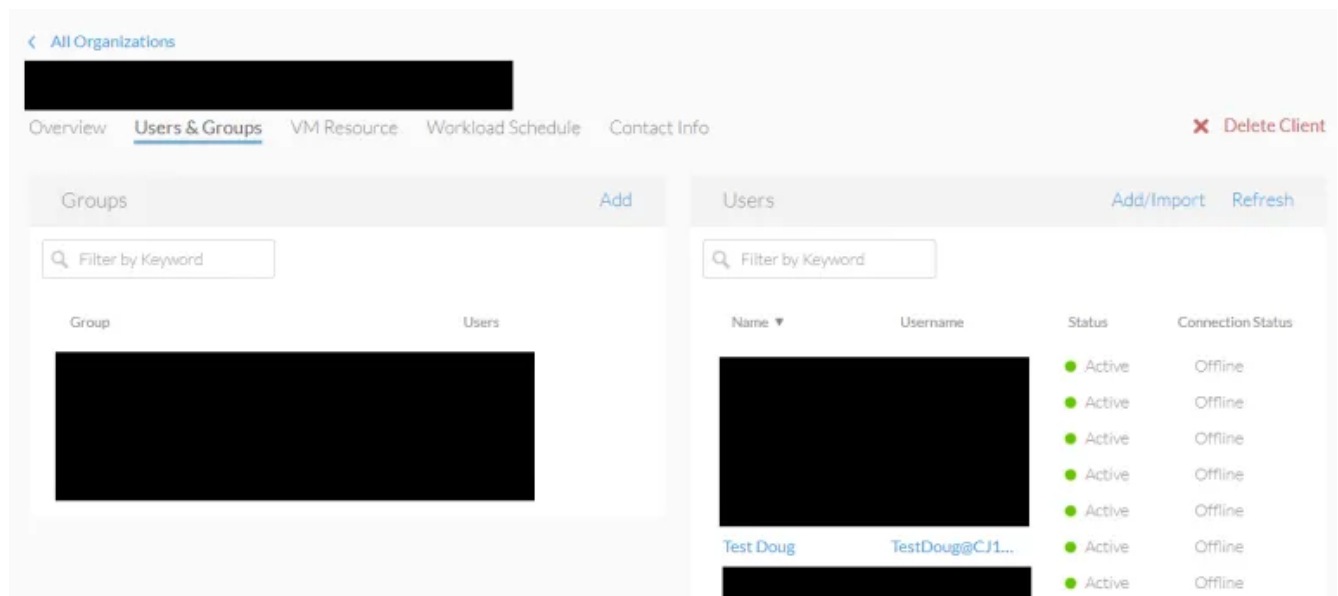 All Organizations
Overview Users & Groups VM Resource Workload Schedule Contact Info Delete Client
Groups Add
Filter by Keyword
Group Users
Users Add/Import Refresh
Filter by Keyword
Name ▼ Username Status Connection Status
Active Offline
Active Offline
Active Offline
Active Offline
Active Offline
Test Doug TestDoug@CJ1... Active Offline
Active Offline